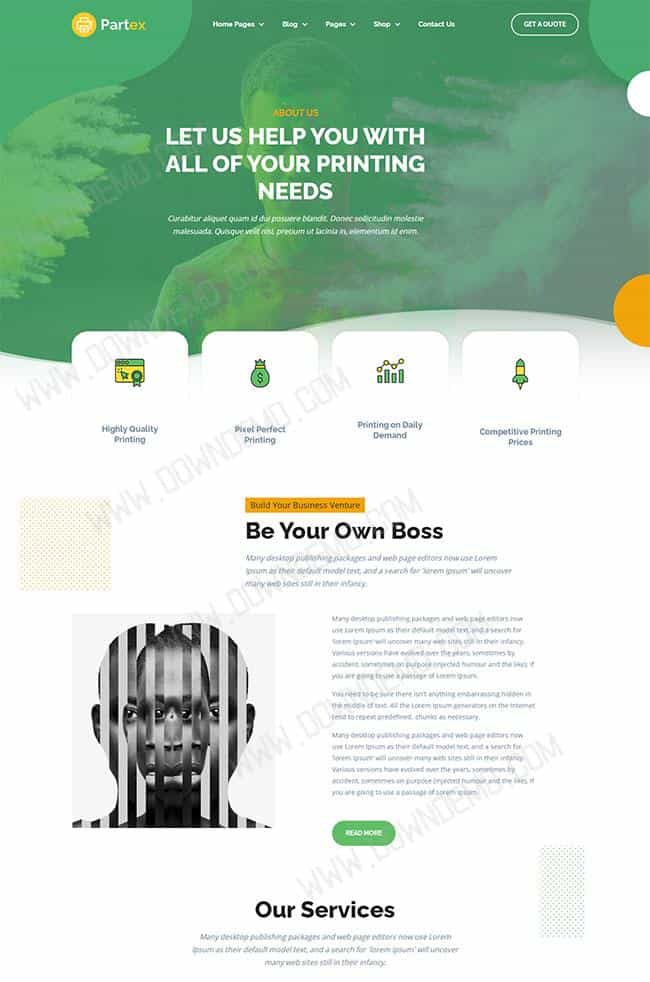 Partex
Home Pages
Blog
Pages
Shop
Contact Us
GET A QUOTE
ABOUT US
LET US HELP YOU WITH
ALL OF YOUR PRINTING
NEEDS
Curabitur aliquet quam id dui posuere blandit. Donec sollicitudin molestie
malesuada. Quisque velit nisi, pretium ut lacinia in, elementum id enim.
Highly Quality
Printing
Pixel Perfect
Printing
Printing on Daily
Demand
Competitive Printing
Prices
Build Your Business Venture
Be Your Own Boss
Many desktop publishing packages and web page editors now use Lorem
Ipsum as their default model text, and a search for 'lorem ipsum' will uncover
many web sites still in their infancy.
Many desktop publishing packages and web page editors now
use Lorem Ipsum as their default model text, and a search for
'lorem ipsum' will uncover many web sites still in their infancy.
Various versions have evolved over the years, sometimes by
accident, sometimes on purpose (injected humour and the like). If
you are going to use a passage of Lorem Ipsum.
You need to be sure there isn't anything embarrassing hidden in
the middle of text. All the Lorem Ipsum generators on the Internet
tend to repeat predefined. chunks as necessary.
Many desktop publishing packages and web page editors now
use Lorem Ipsum as their default model text, and a search for
'lorem ipsum' will uncover many web sites still in their infancy.
Various versions have evolved over the years, sometimes by
accident, sometimes on purpose (injected humour and the like). If
you are going to use a passage of Lorem Ipsum.
READ MORE
Our Services
Many desktop publishing packages and web page editors now use Lorem
Ipsum as their default model text, and a search for 'lorem ipsum' will uncover
many web sites still in their infancy.
WWW.DOWNDEMO.COM
WWW.DOWNDEMO.COM
WWW.DOWNDEMO.COM
WWW.DOWNDEMO.COM
WWW.DOWNDEMO.COM